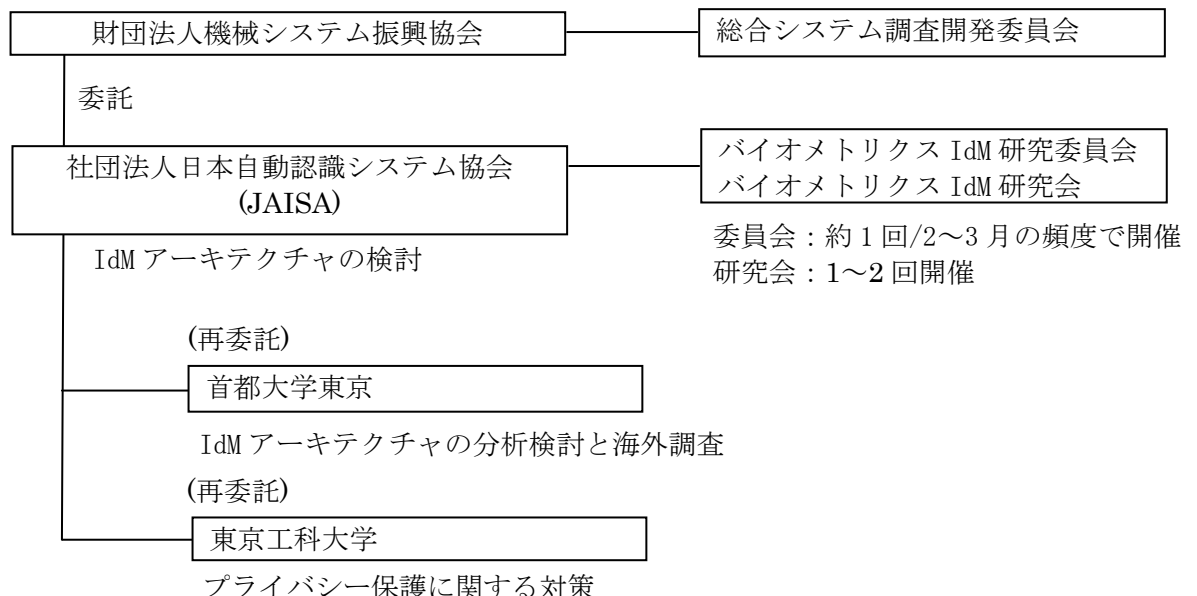 財団法人機械システム振興協会
総合システム調査開発委員会
委託
社団法人日本自動認識システム協会
(JAISA)
バイオメトリクス IdM 研究委員会
バイオメトリクス IdM 研究会
委員会：約 1 回/2～3 月の頻度で開催
研究会：1～2 回開催
IdM アーキテクチャの検討
(再委託)
首都大学東京
IdM アーキテクチャの分析検討と海外調査
(再委託)
東京工科大学
プライバシー保護に関する対策